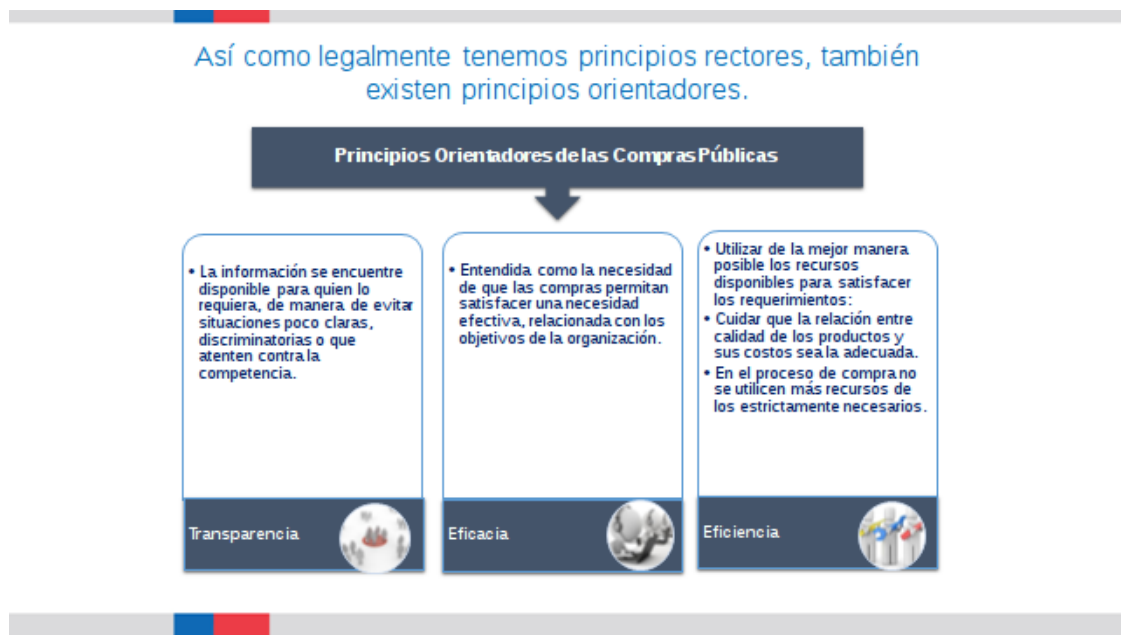 Así como legalmente tenemos principios rectores, también
existen principios orientadores.
Principios Orientadores de las Compras Públicas
• La información se encuentre
disponible para quien lo
requiera, de manera de evitar
situaciones poco claras,
discriminatorias o que
atenten contra la
competencia.
Transparencia
• Entendida como la necesidad
de que las compras permitan
satisfacer una necesidad
efectiva, relacionada con los
objetivos de la organización.
Eficacia
• Utilizar de la mejor manera
posible los recursos
disponibles para satisfacer
los requerimientos:
• Cuidar que la relación entre
calidad de los productos y
sus costos sea la adecuada.
• En el proceso de compra no
se utilicen más recursos de
los estrictamente necesarios.
Eficiencia